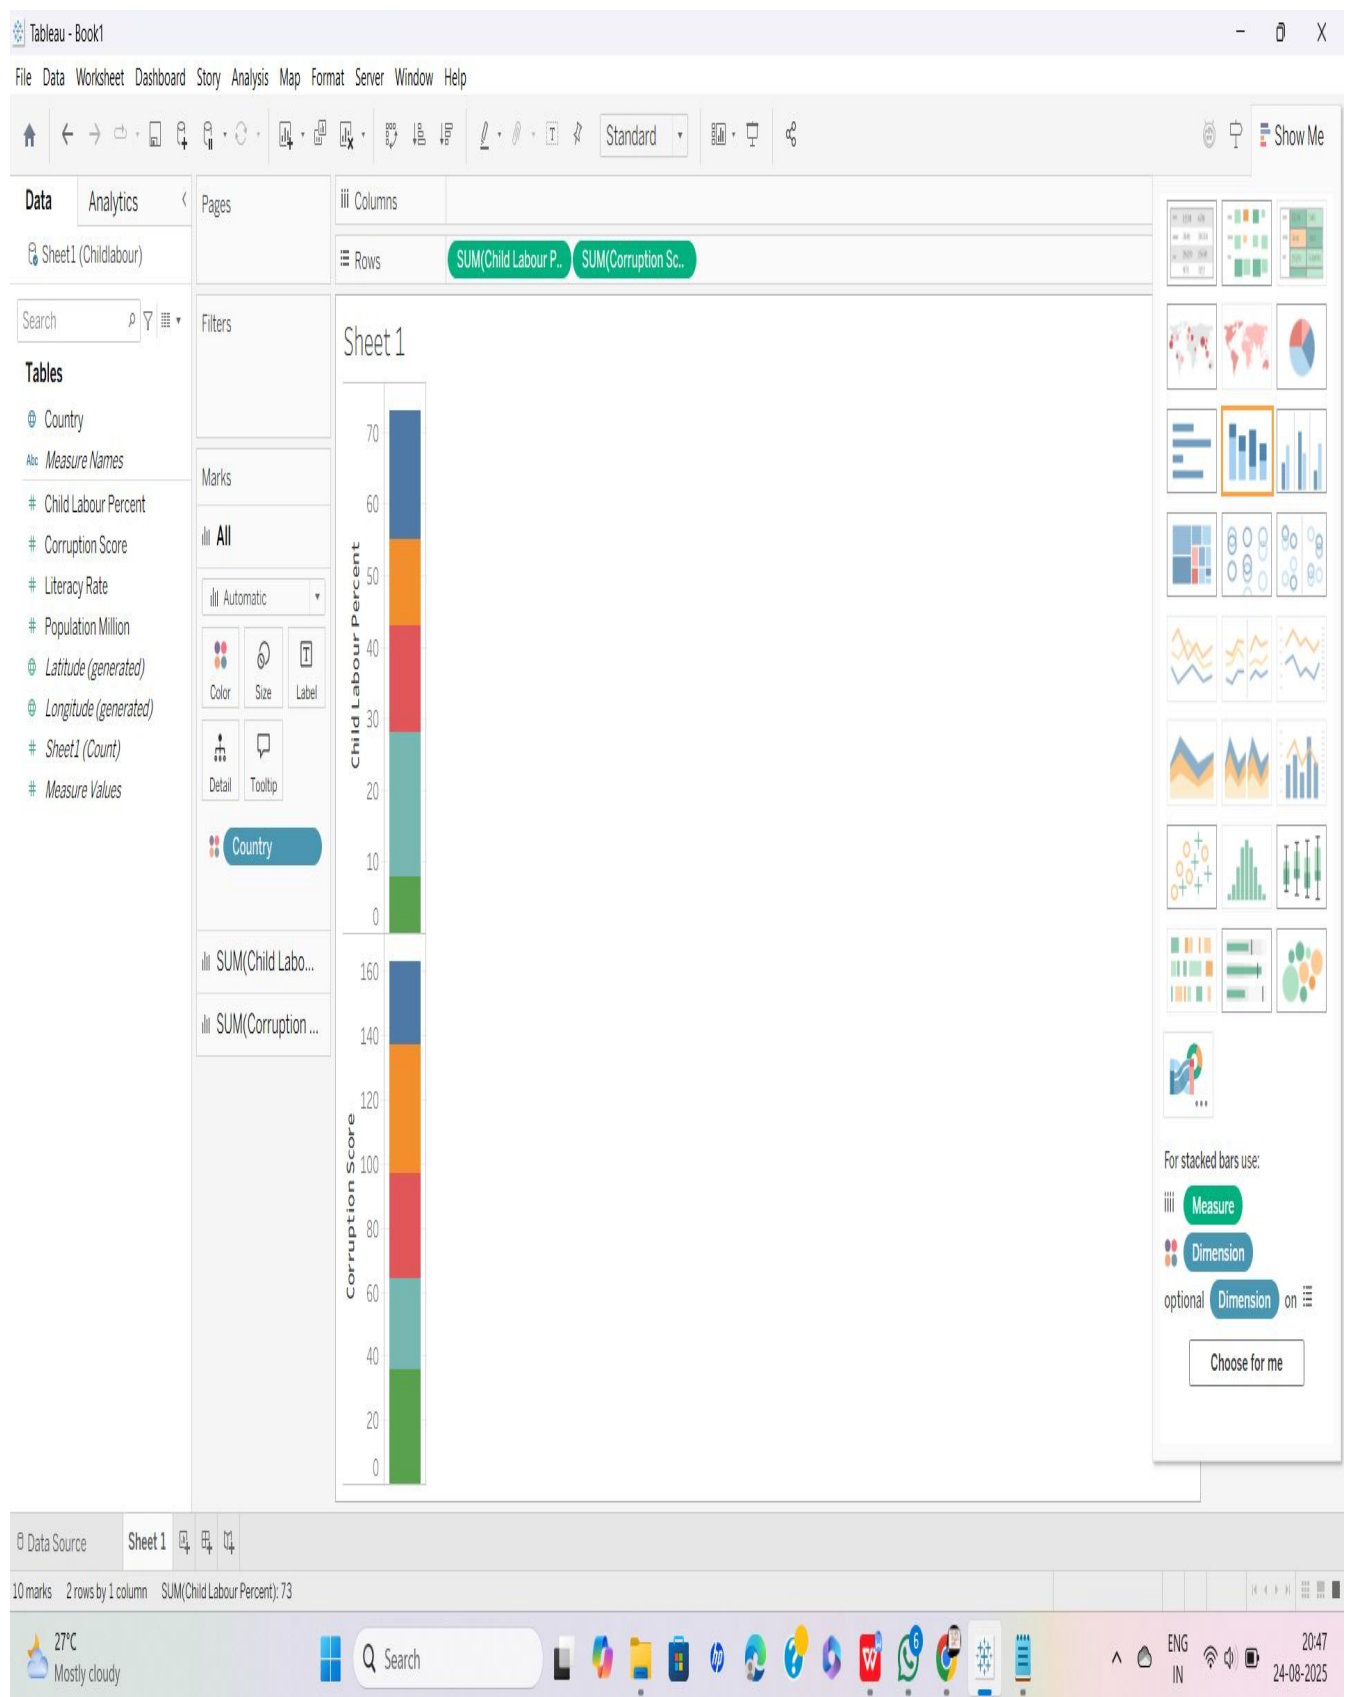 Tableau - Book1
File Data Worksheet Dashboard Story Analysis Map Format Server Window Help
Standard
Show Me
Data Analytics
Sheet1 (Childlabour)
Search
Tables
Country
Abc Measure Names
# Child Labour Percent
# Corruption Score
# Literacy Rate
# Population Million
Latitude (generated)
Longitude (generated)
# Sheet1 (Count)
# Measure Values
Pages
Filters
Marks
All
Automatic
Color Size Label
Detail Tooltip
Country
SUM(Child Labo...
SUM(Corruption ...
Columns
Rows
SUM(Child Labour P.. SUM(Corruption Sc..
Sheet 1
Child Labour Percent
70
60
50
40
30
20
10
0
Corruption Score
160
140
120
100
80
60
40
20
0
For stacked bars use:
Measure
Dimension
optional Dimension on
Choose for me
Data Source Sheet 1
10 marks 2 rows by 1 column SUM(Child Labour Percent): 73
27°C
Mostly cloudy
Search
6
ENG
IN
20:47
24-08-2025